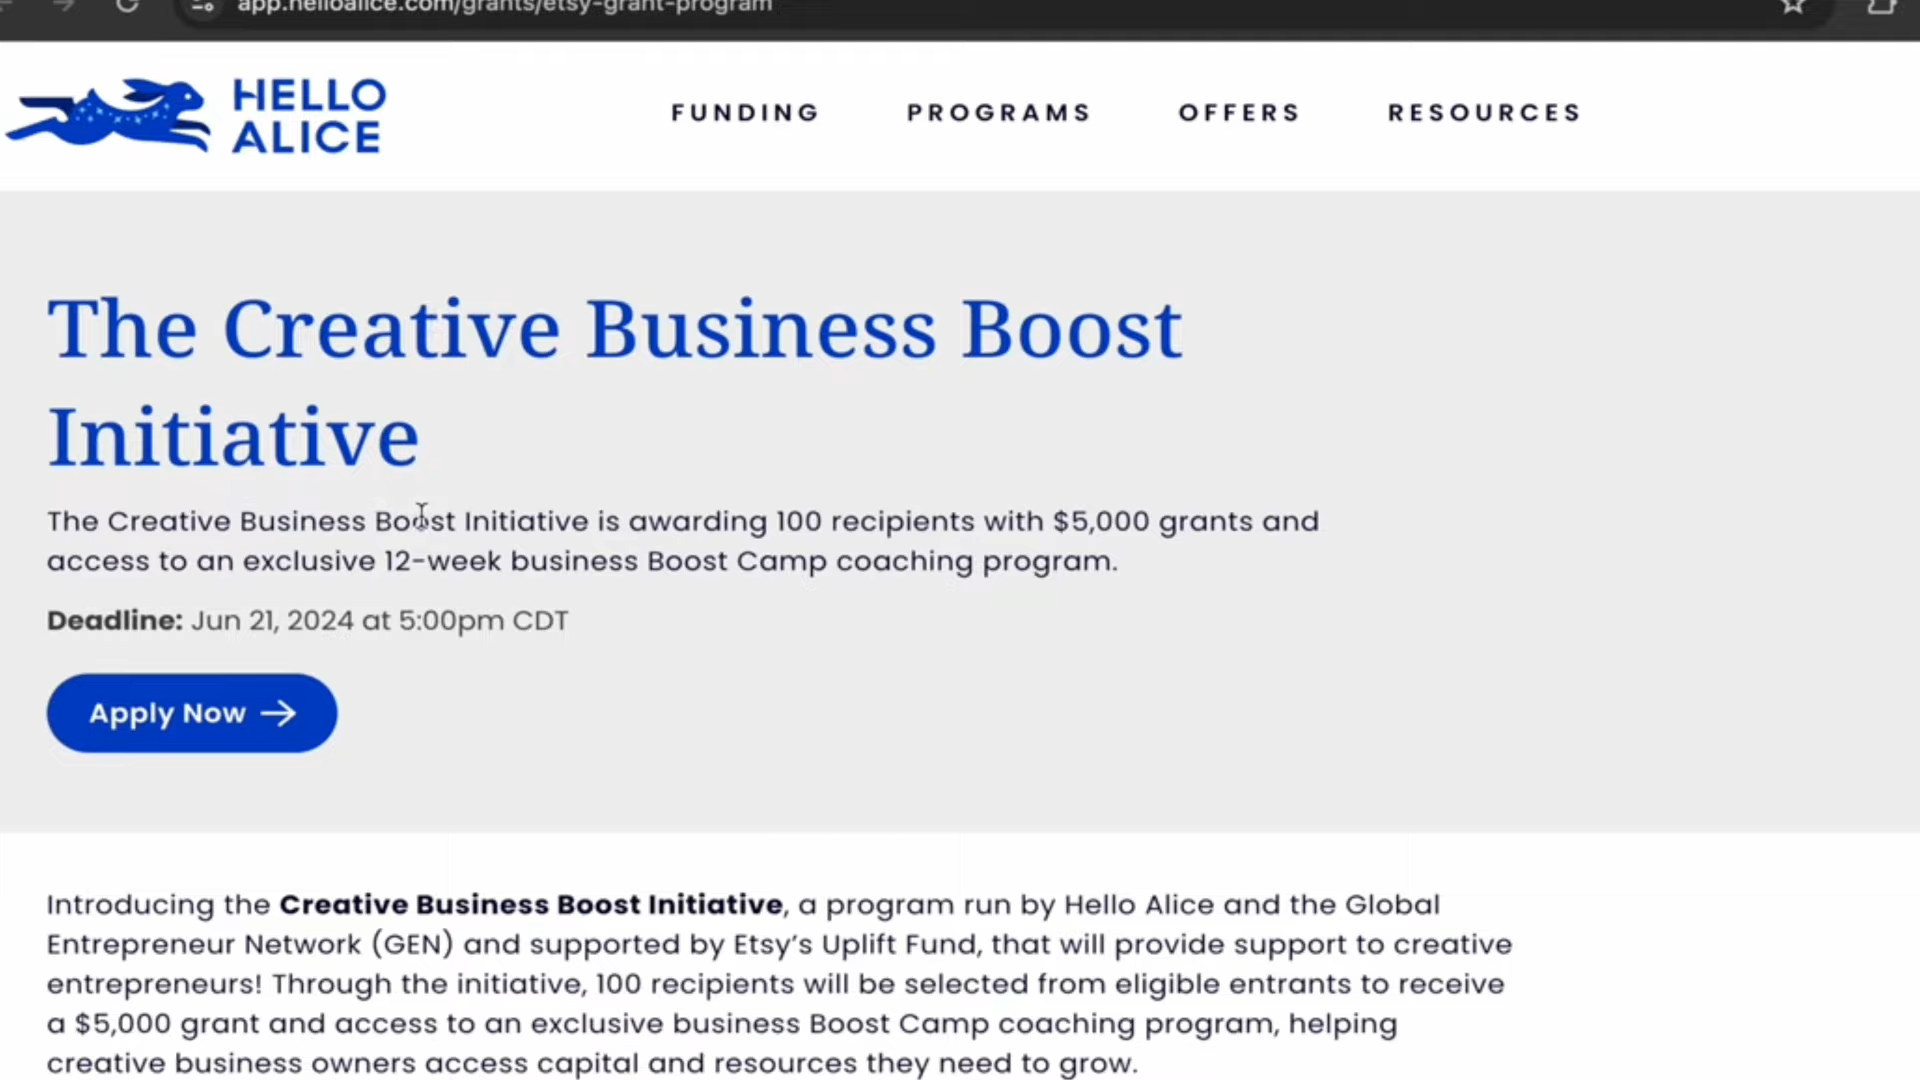 app.helloalice.com/grants/etsy-grant-program
HELLO
ALICE
FUNDING PROGRAMS OFFERS RESOURCES
The Creative Business Boost
Initiative
The Creative Business Boost Initiative is awarding 100 recipients with $5,000 grants and
access to an exclusive 12-week business Boost Camp coaching program.
Deadline: Jun 21, 2024 at 5:00pm CDT
Apply Now →
Introducing the Creative Business Boost Initiative, a program run by Hello Alice and the Global
Entrepreneur Network (GEN) and supported by Etsy’s Uplift Fund, that will provide support to creative
entrepreneurs! Through the initiative, 100 recipients will be selected from eligible entrants to receive
a $5,000 grant and access to an exclusive business Boost Camp coaching program, helping
creative business owners access capital and resources they need to grow.